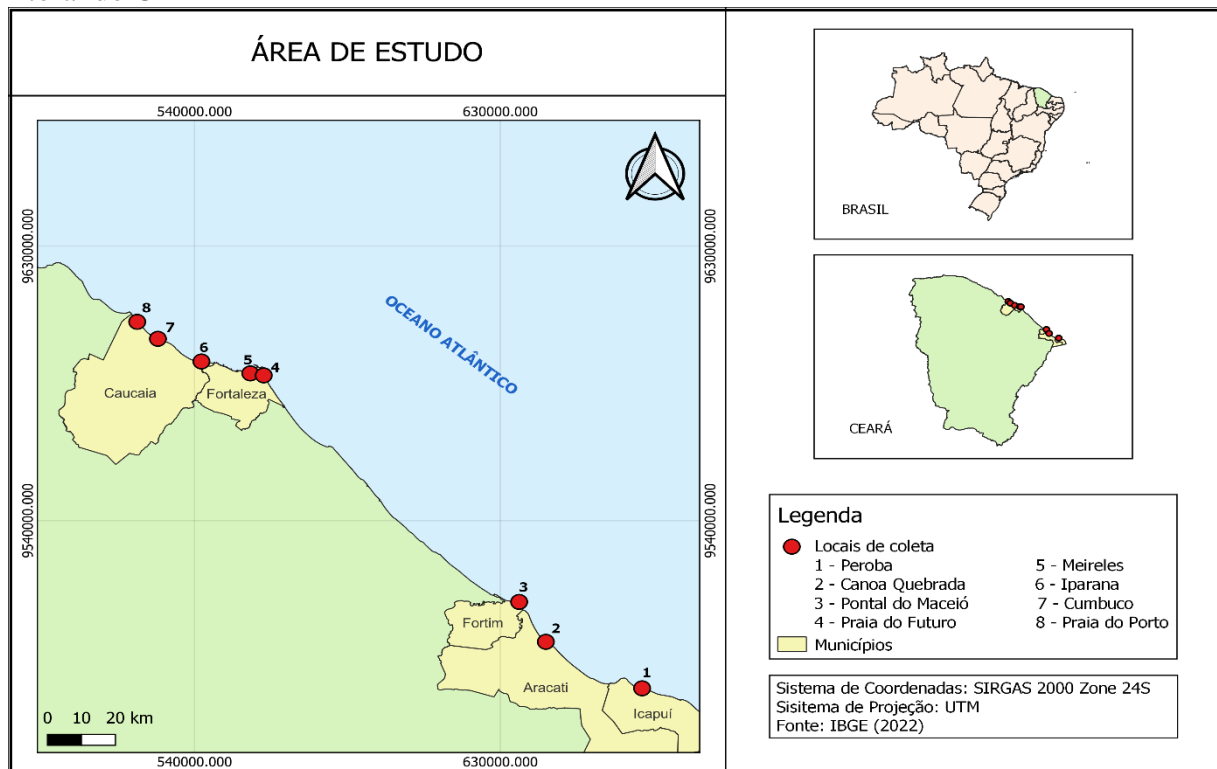 ÁREA DE ESTUDO
540000.000 630000.000
9630000.000 9630000.000
8
7
6
5 4
Caucaia
Fortaleza
OCEANO ATLÂNTICO
9540000.000 9540000.000
3
Fortim
2
Aracati
1
Icapuí
0 10 20 km
540000.000 630000.000
BRASIL
CEARÁ
Legenda
Locais de coleta
1 - Peroba
2 - Canoa Quebrada
3 - Pontal do Maceió
4 - Praia do Futuro
5 - Meireles
6 - Iparana
7 - Cumbuco
8 - Praia do Porto
Municípios
Sistema de Coordenadas: SIRGAS 2000 Zone 24S
Sisitema de Projeção: UTM
Fonte: IBGE (2022)